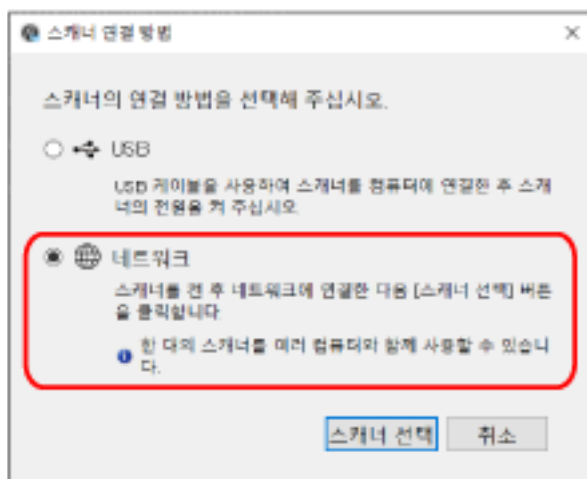 스캐너 연결 방법
스캐너의 연결 방법을 선택해 주십시오.
USB
USB 케이블을 사용하여 스캐너를 컴퓨터에 연결한 후 스캐
너의 전원을 켜 주십시오.
네트워크
스캐너를 켠 후 네트워크에 연결한 다음 [스캐너 선택] 버튼
을 클릭합니다.
한 대의 스캐너를 여러 컴퓨터와 함께 사용할 수 있습니
다.
스캐너 선택
취소